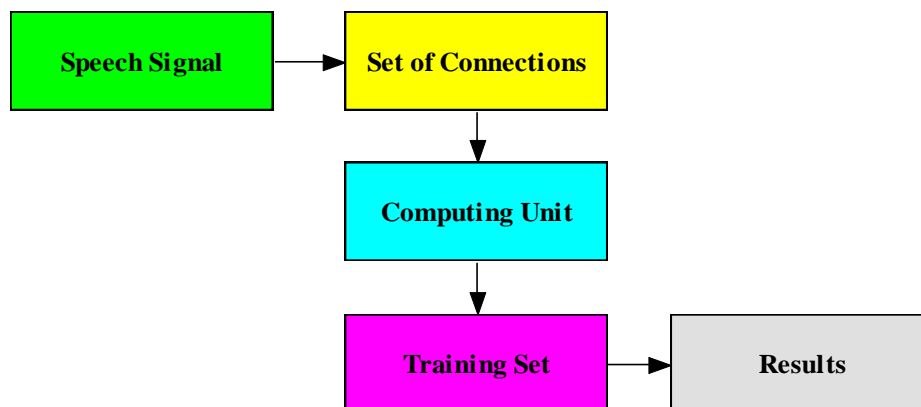 Speech Signal
Set of Connections
Computing Unit
Training Set
Results